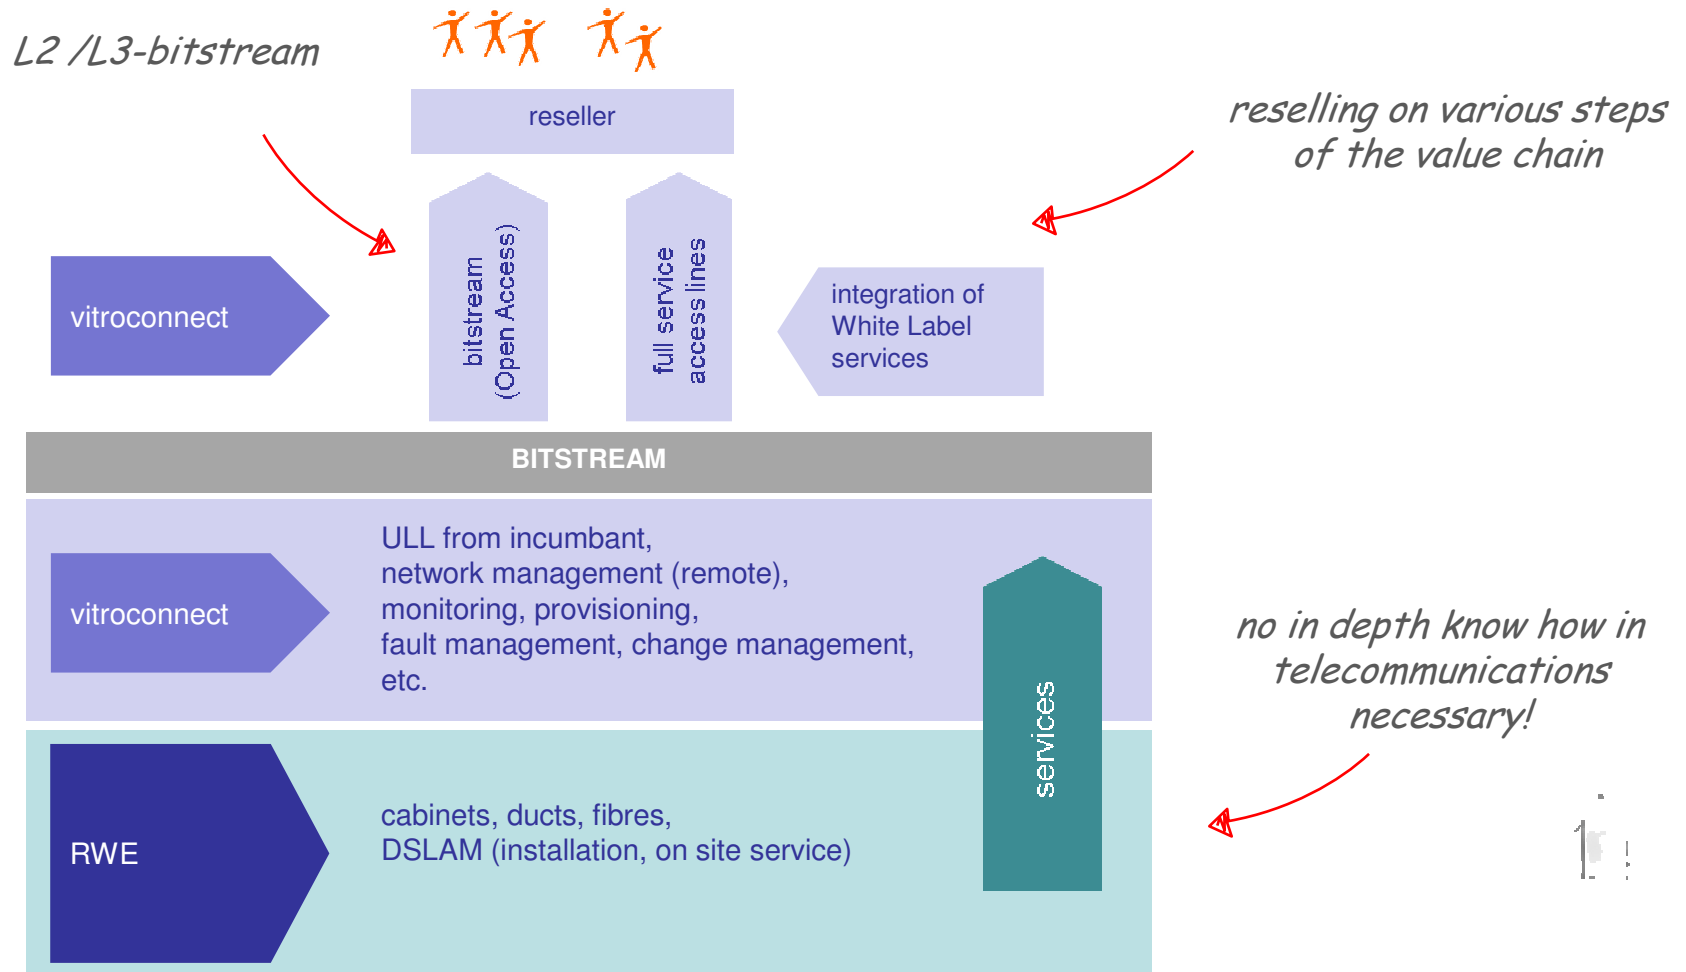 L2 /L3-bitstream
reseller
reselling on various steps
of the value chain
vitroconnect
bitstream
(Open Access)
full service
access lines
integration of
White Label
services
BITSTREAM
vitroconnect
ULL from incumbant,
network management (remote),
monitoring, provisioning,
fault management, change management,
etc.
services
no in depth know how in
telecommunications
necessary!
RWE
cabinets, ducts, fibres,
DSLAM (installation, on site service)